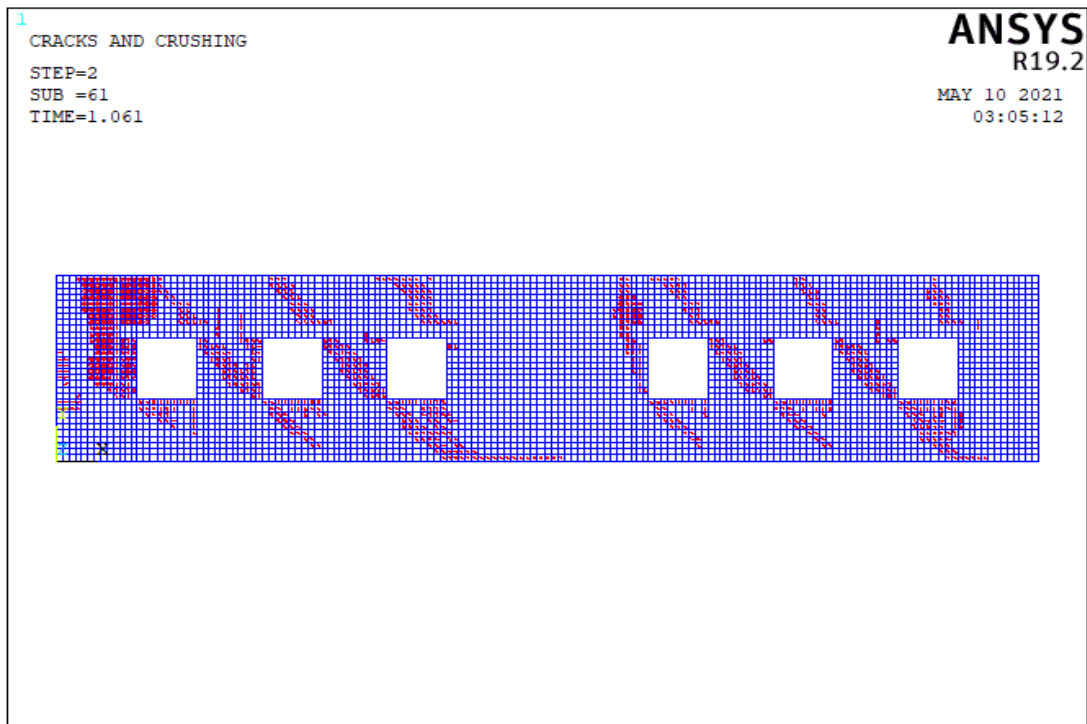 1
CRACKS AND CRUSHING
STEP=2
SUB =61
TIME=1.061
ANSYS
R19.2
MAY 10 2021
03:05:12
Y
Z X